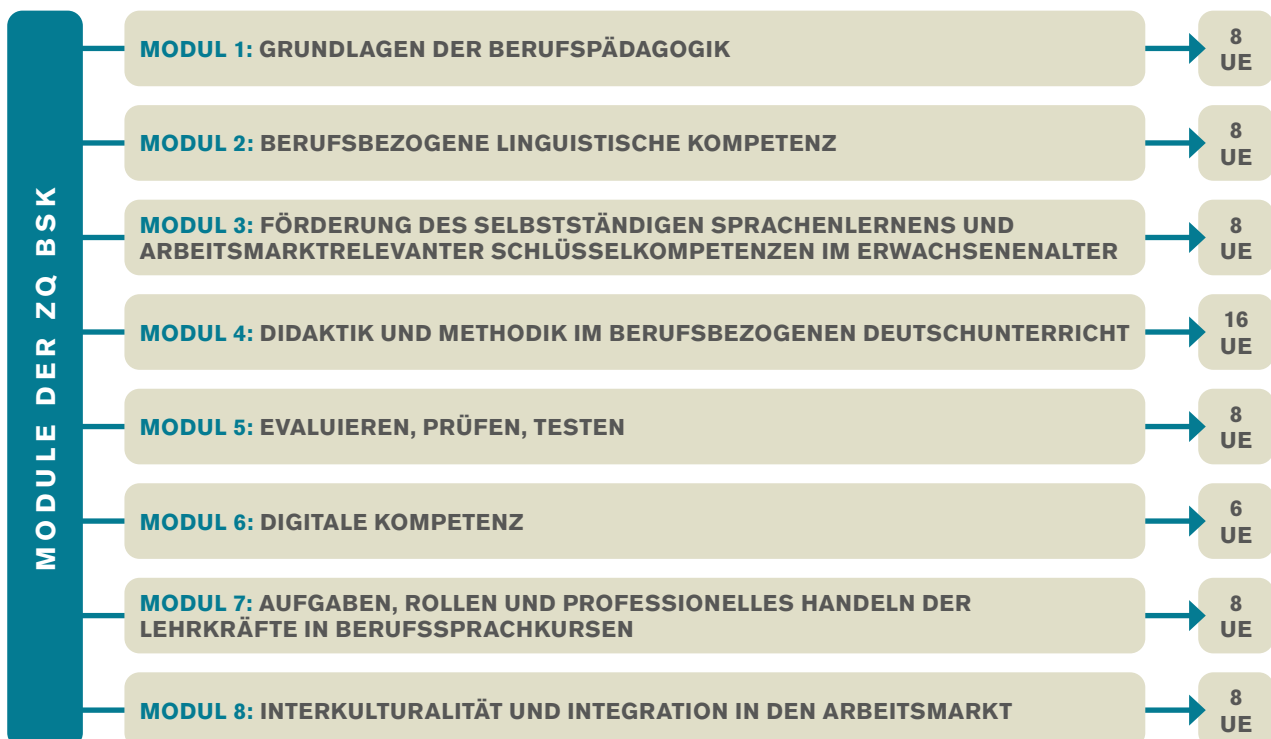 MODULE DER ZQ BSK
MODUL 1: GRUNDLAGEN DER BERUFSPÄDAGOGIK
8
UE
MODUL 2: BERUFSBEZOGENE LINGUISTISCHE KOMPETENZ
8
UE
MODUL 3: FÖRDERUNG DES SELBSTSTÄNDIGEN SPRACHENLERNENS UND
ARBEITSMARKTRELEVANTER SCHLÜSSELKOMPETENZEN IM ERWACHSENENALTER
8
UE
MODUL 4: DIDAKTIK UND METHODIK IM BERUFSBEZOGENEN DEUTSCHUNTERRICHT
16
UE
MODUL 5: EVALUIEREN, PRÜFEN, TESTEN
8
UE
MODUL 6: DIGITALE KOMPETENZ
6
UE
MODUL 7: AUFGABEN, ROLLEN UND PROFESSIONELLES HANDELN DER
LEHRKRÄFTE IN BERUFSSPRACHKURSEN
8
UE
MODUL 8: INTERKULTURALITÄT UND INTEGRATION IN DEN ARBEITSMARKT
8
UE